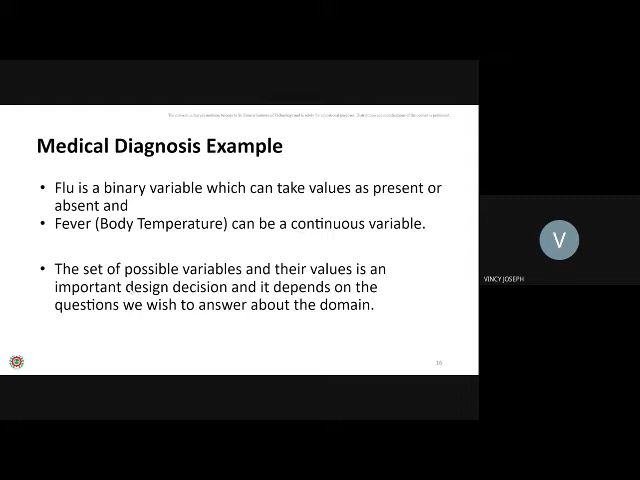 Medical Diagnosis Example
• Flu is a binary variable which can take values as present or
absent and
• Fever (Body Temperature) can be a continuous variable.
• The set of possible variables and their values is an
important design decision and it depends on the
questions we wish to answer about the domain.
16
V
VINCY JOSEPH